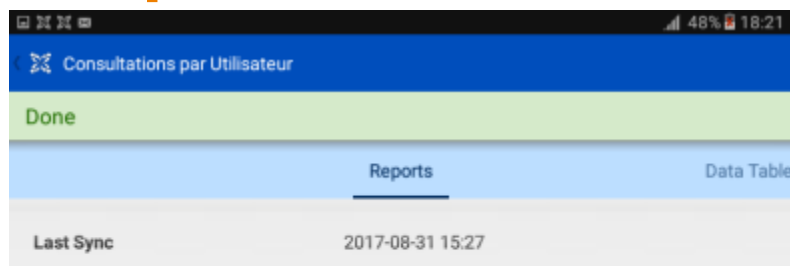 48% 18:21
Consultations par Utilisateur
Done
Reports Data Table
Last Sync 2017-08-31 15:27